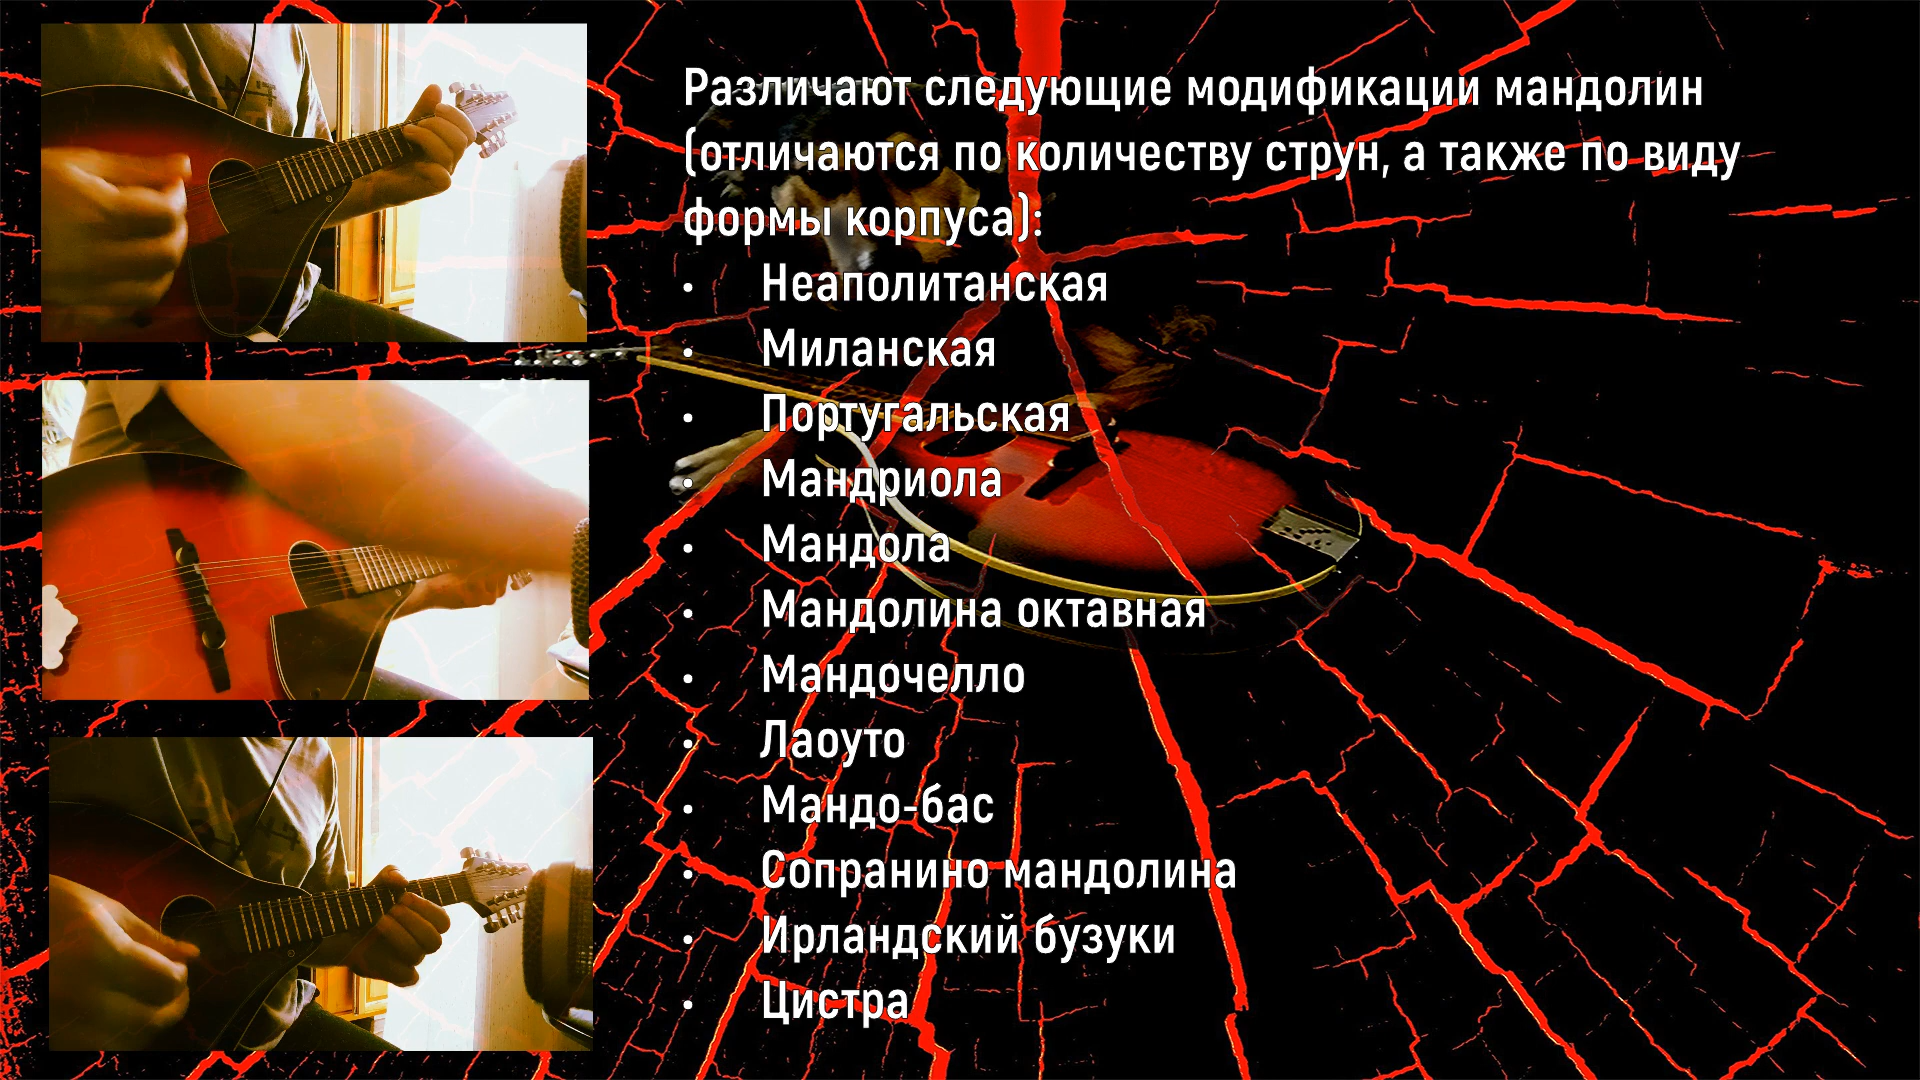 Различают следующие модификации мандолин
(отличаются по количеству струн, а также по виду
формы корпуса):
• Неаполитанская
• Миланская
• Португальская
• Мандриола
• Мандола
• Мандолина октавная
• Мандочелло
• Лаоуто
• Мандо-бас
• Сопранино мандолина
• Ирландский бузуки
• Цистра